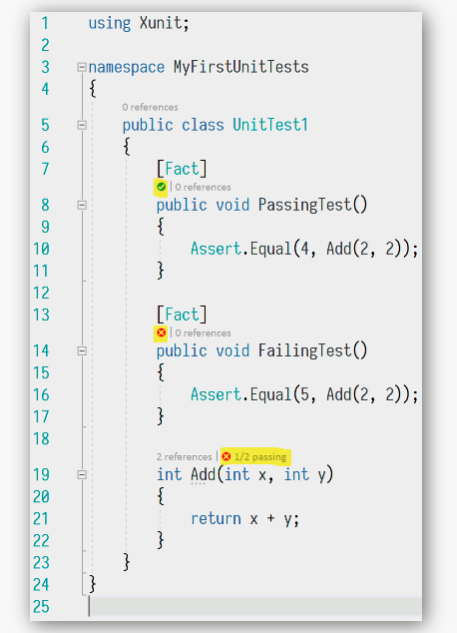 1 using Xunit;
2
3 namespace MyFirstUnitTests
4 {
0 references
5 public class UnitTest1
6 {
7 [Fact]
| 0 references
8 public void PassingTest()
9 {
10 Assert.Equal(4, Add(2, 2));
11 }
12
13 [Fact]
| 0 references
14 public void FailingTest()
15 {
16 Assert.Equal(5, Add(2, 2));
17 }
18
2 references | 1/2 passing
19 int Add(int x, int y)
20 {
21 return x + y;
22 }
23 }
24 }
25